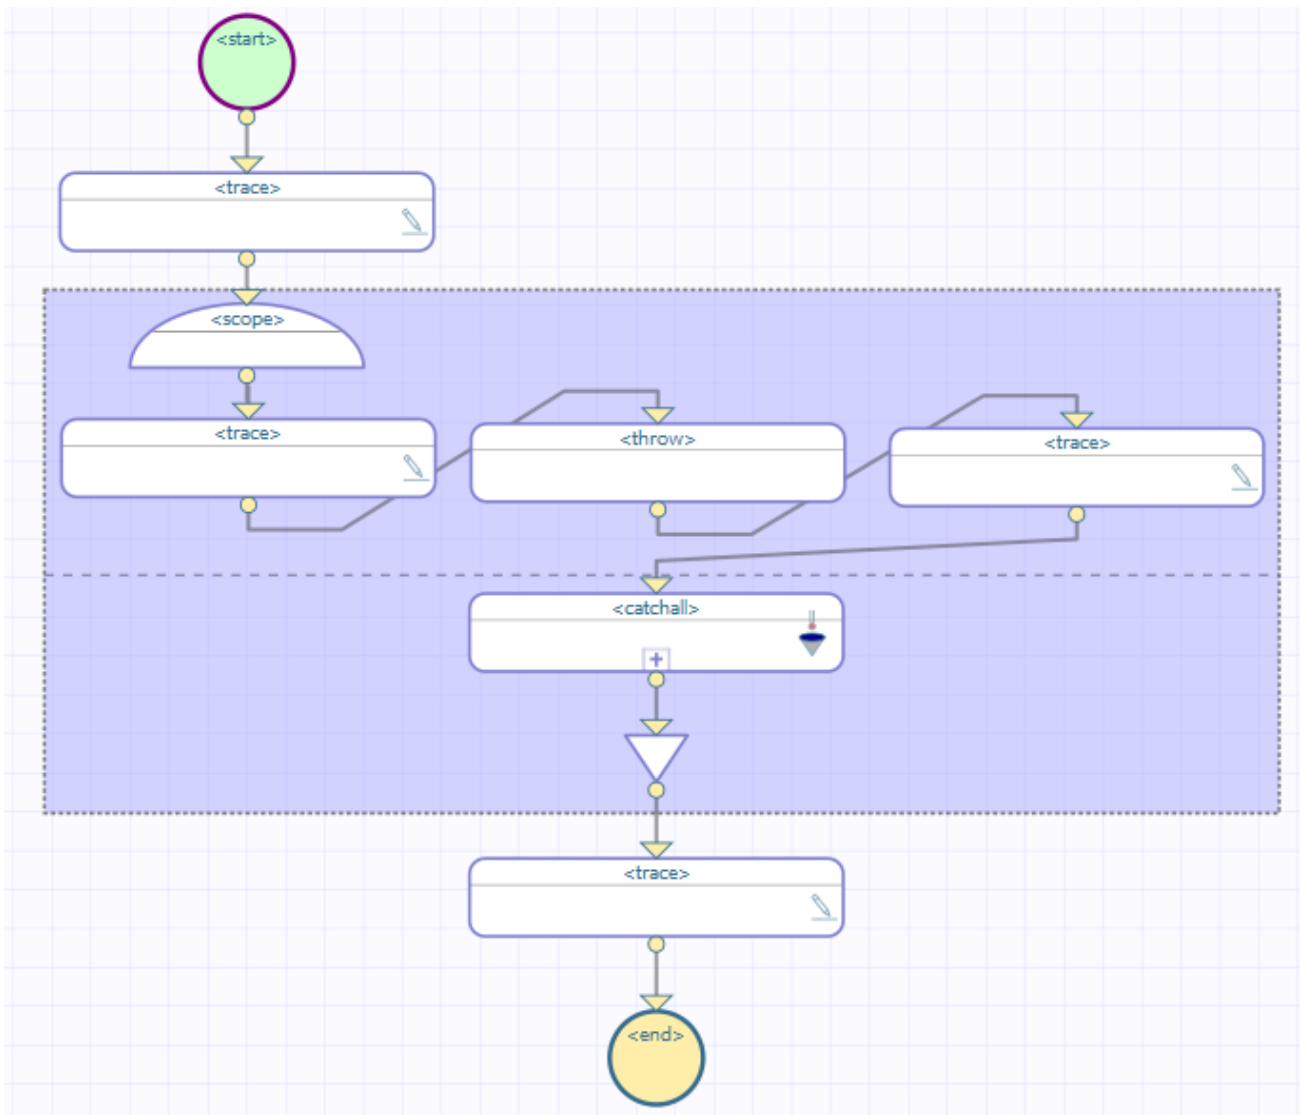 <start>
<trace>
<scope>
<trace>
<throw>
<trace>
<catchall>
+
<trace>
<end>